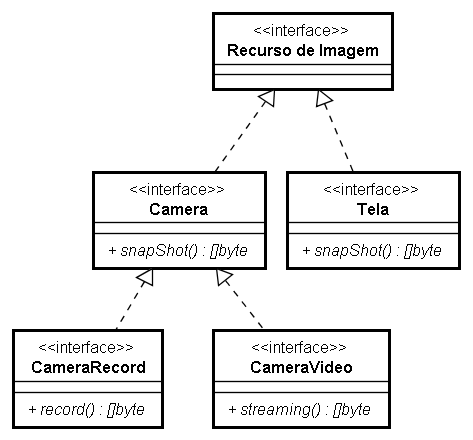 <<interface>>
Recurso de Imagem
<<interface>>
Camera
+ snapShot() : []byte
<<interface>>
Tela
+ snapShot() : []byte
<<interface>>
CameraRecord
+ record() : []byte
<<interface>>
CameraVideo
+ streaming() : []byte